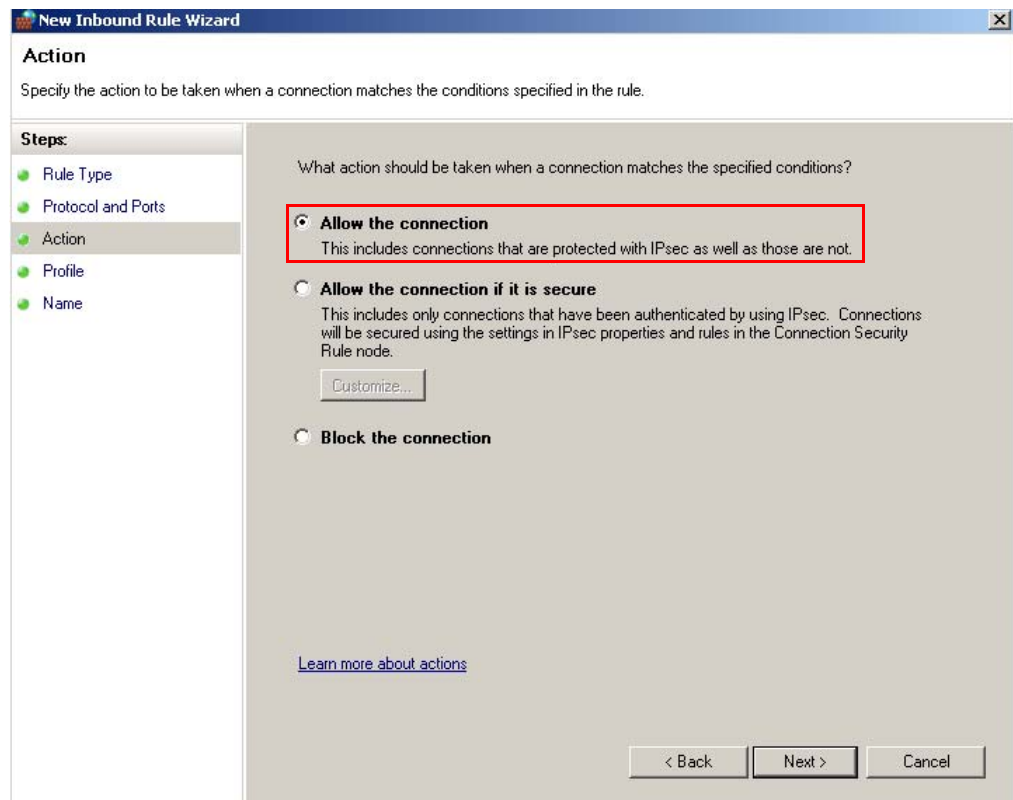 New Inbound Rule Wizard
Action
Specify the action to be taken when a connection matches the conditions specified in the rule.
Steps:
Rule Type
Protocol and Ports
Action
Profile
Name
What action should be taken when a connection matches the specified conditions?
Allow the connection
This includes connections that are protected with IPsec as well as those are not.
Allow the connection if it is secure
This includes only connections that have been authenticated by using IPsec. Connections
will be secured using the settings in IPsec properties and rules in the Connection Security
Rule node.
Customize...
Block the connection
Learn more about actions
< Back
Next >
Cancel